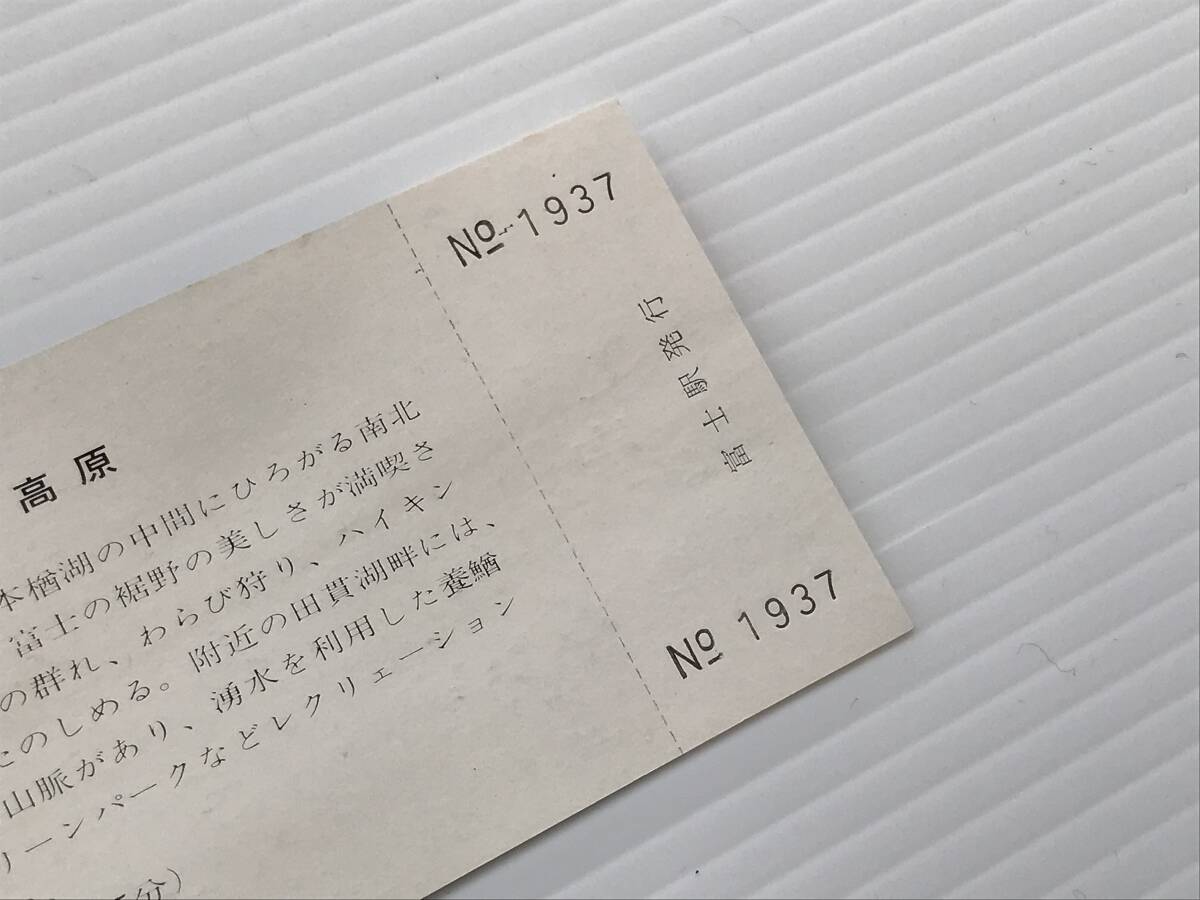 高原
本楢湖の中間にひろがる南北
富士の裾野の美しさが満喫さ
の群れ、わらび狩り、ハイキン
たのしめる。附近の田貫湖畔には、
山脈があり、湧水を利用した養鱒
リーンパークなどレクリェーション
分)
No 1937
富士駅発行
No 1937